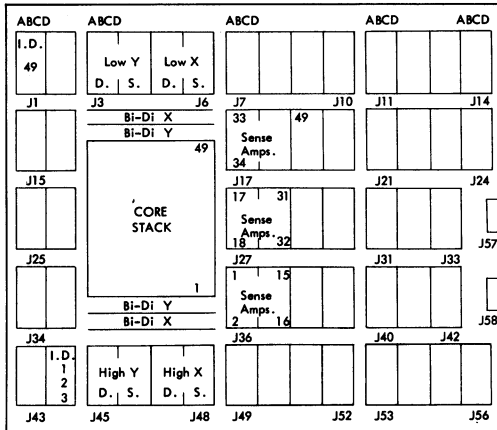 ABCD ABCD ABCD ABCD ABCD
I.D.
49
Low Y Low X
D. S. D. S.
J1 J3 J6 J7 J10 J11 J14
Bi-Di X
Bi-Di Y
33 49
Sense
Amps.
34
J15 J17 J21 J24
49
CORE
STACK
1
17 31
Sense
Amps.
18 32
J57
J25 J27 J31 J33
1 15
Sense
Amps.
2 16
J58
Bi-Di Y
Bi-Di X
J34 J36 J40 J42
I.D.
1
2
3
High Y High X
D. S. D. S.
J43 J45 J48 J49 J52 J53 J56